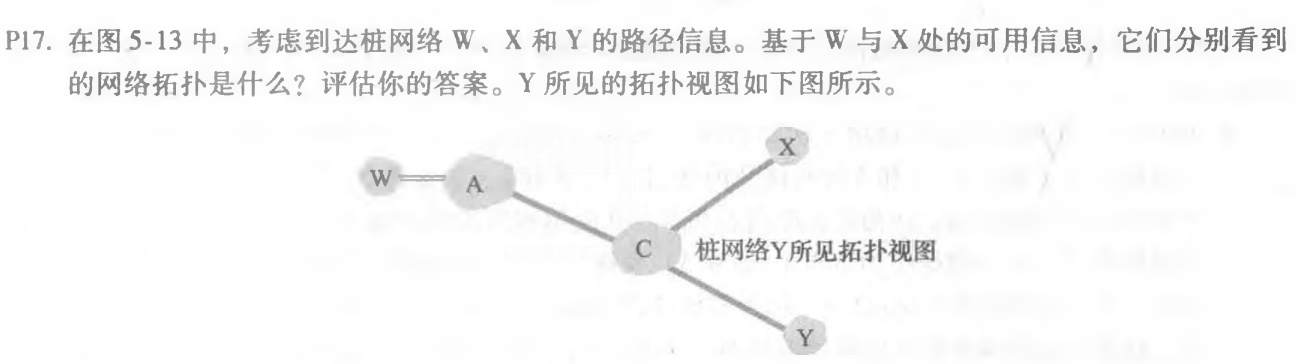 P17. 在图 5-13 中，考虑到达桩网络 W、X 和 Y 的路径信息。基于 W 与 X 处的可用信息，它们分别看到
的网络拓扑是什么？评估你的答案。Y 所见的拓扑视图如下图所示。
X
W
A
C
桩网络Y所见拓扑视图
Y